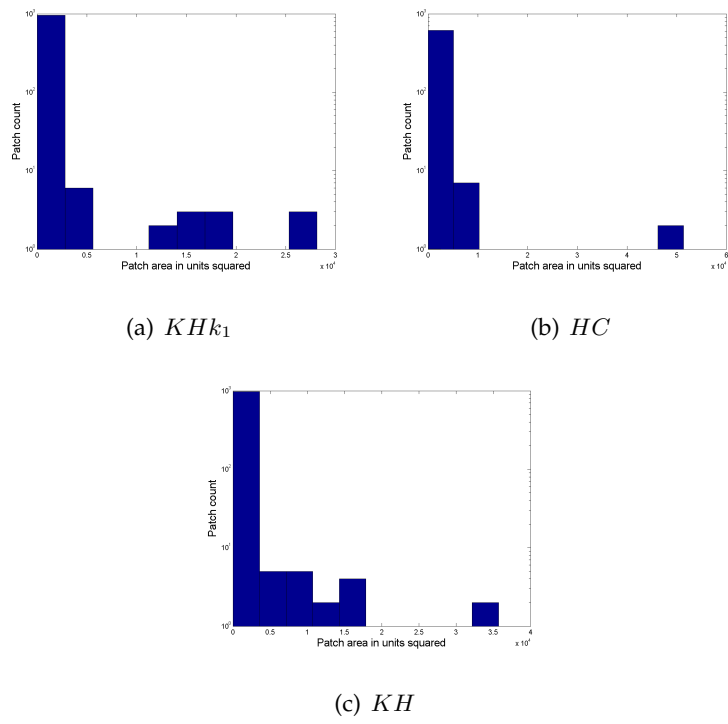 10³
10²
10¹
10⁰
Patch count
0 0.5 1 1.5 2 2.5 3
x 10⁴
Patch area in units squared
(a) KHk₁
10³
10²
10¹
10⁰
Patch count
0 1 2 3 4 5 6
x 10⁴
Patch area in units squared
(b) HC
10³
10²
10¹
10⁰
Patch count
0 0.5 1 1.5 2 2.5 3 3.5 4
x 10⁴
Patch area in units squared
(c) KH